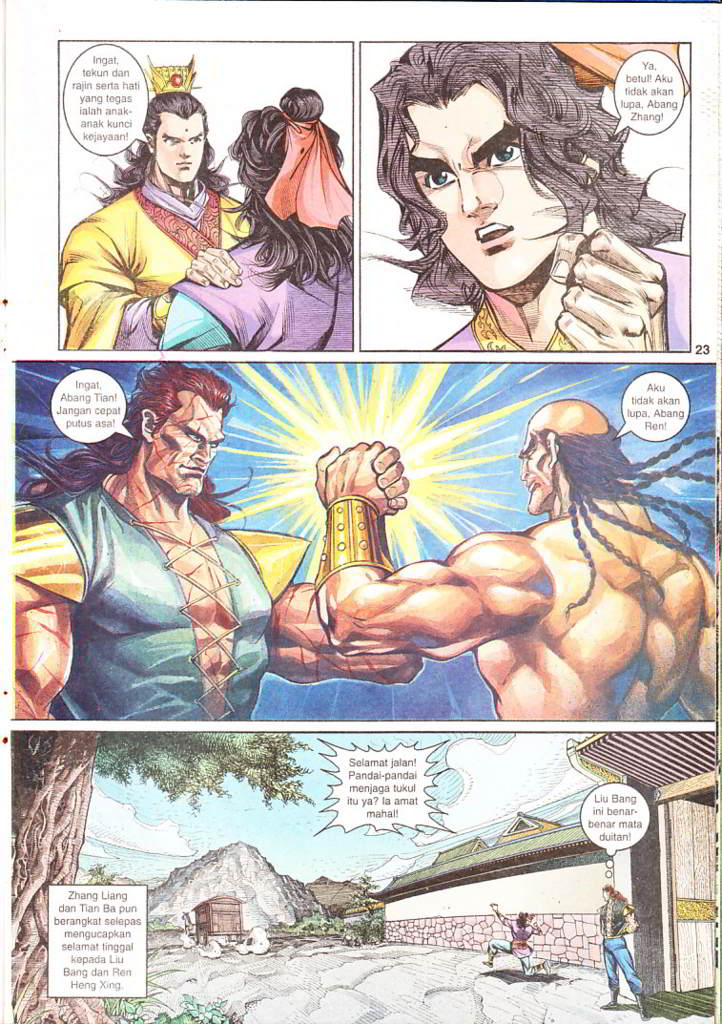 Ingat,
tekun dan
rajin serta hati
yang tegas
ialah anak-
anak kunci
kejayaan!
Ya,
betul! Aku
tidak akan
lupa, Abang
Zhang!
23
Ingat,
Abang Tian!
Jangan cepat
putus asa!
Aku
tidak akan
lupa, Abang
Ren!
Selamat jalan!
Pandai-pandai
menjaga tukul
itu ya? Ia amat
mahal!
Liu Bang
ini benar-
benar mata
duitan!
Zhang Liang
dan Tian Ba pun
berangkat selepas
mengucapkan
selamat tinggal
kepada Liu
Bang dan Ren
Heng Xing.